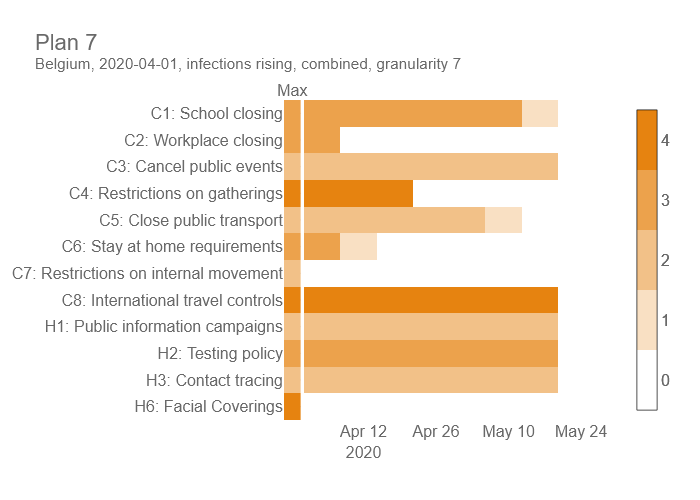 Plan 7
Belgium, 2020-04-01, infections rising, combined, granularity 7
Max
C1: School closing
C2: Workplace closing
C3: Cancel public events
C4: Restrictions on gatherings
C5: Close public transport
C6: Stay at home requirements
C7: Restrictions on internal movement
C8: International travel controls
H1: Public information campaigns
H2: Testing policy
H3: Contact tracing
H6: Facial Coverings
Apr 12 Apr 26 May 10 May 24
2020
4
3
2
1
0